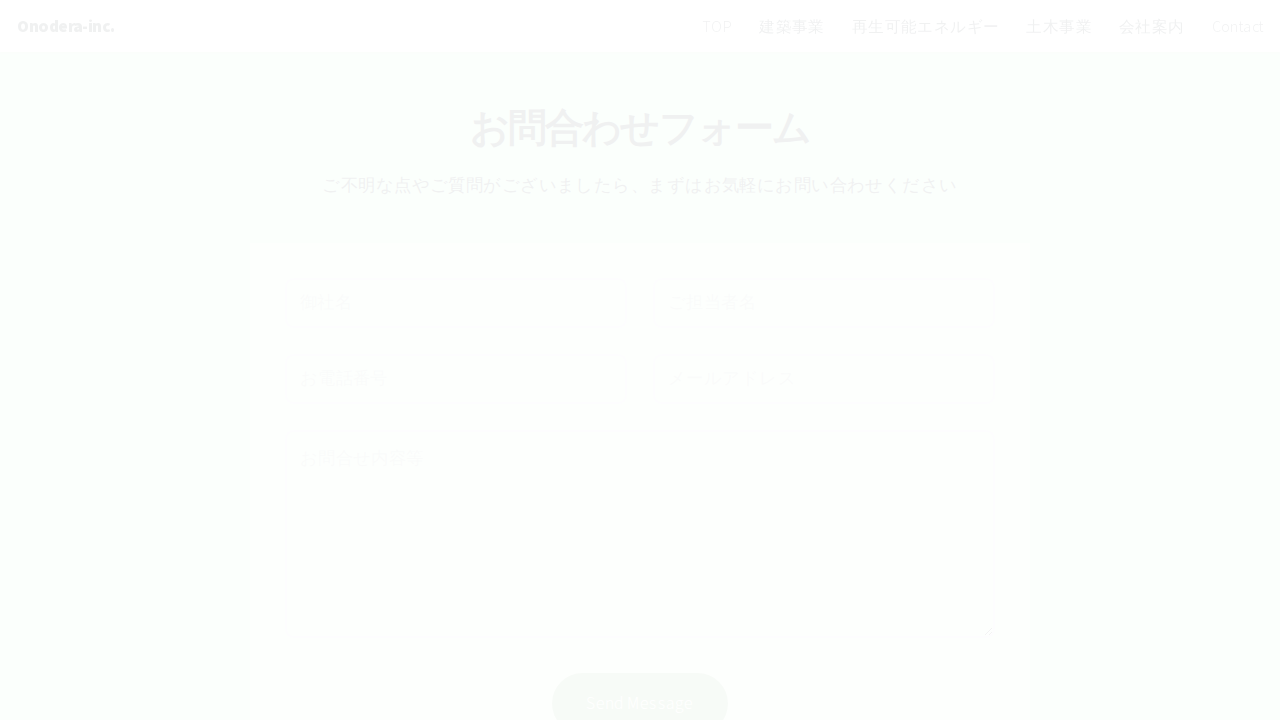 Onodera-inc.
TOP 建築事業 再生可能エネルギー 土木事業 会社案内 Contact
お問合わせフォーム
ご不明な点やご質問がございましたら、まずはお気軽にお問い合わせください
御社名 ご担当者名
お電話番号 メールアドレス
お問合せ内容等
Send Message